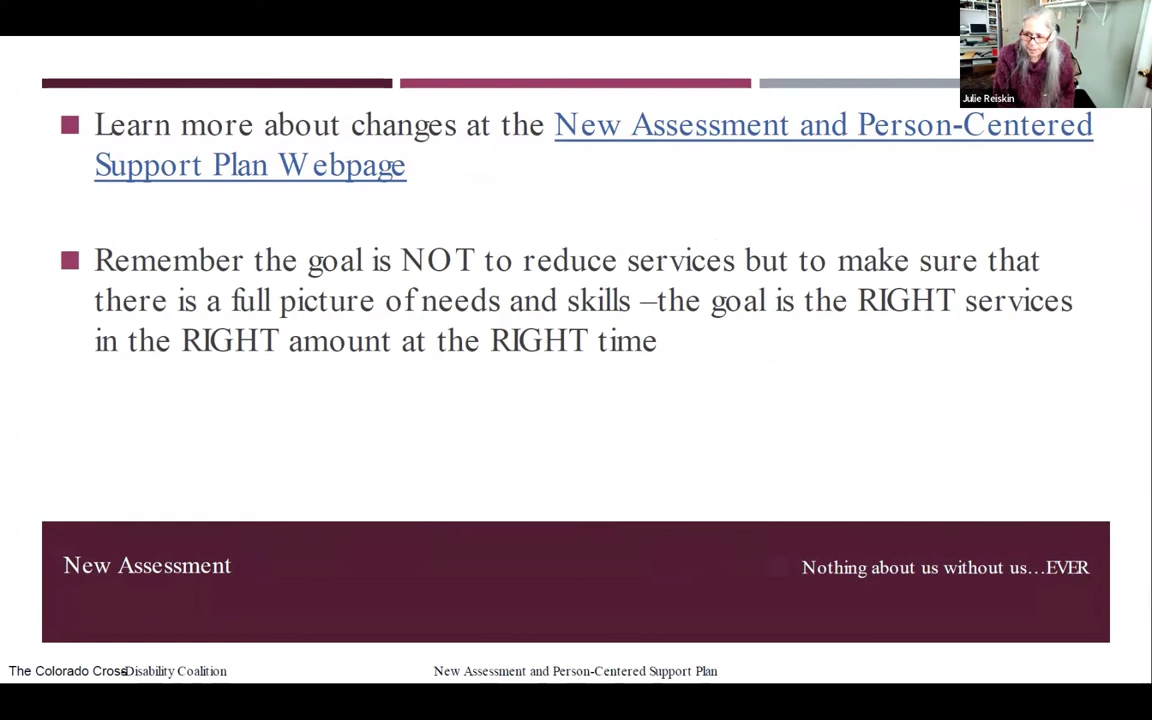 Julie Reiskin
Learn more about changes at the New Assessment and Person-Centered
Support Plan Webpage
Remember the goal is NOT to reduce services but to make sure that
there is a full picture of needs and skills –the goal is the RIGHT services
in the RIGHT amount at the RIGHT time
New Assessment
Nothing about us without us…EVER
The Colorado Cross-Disability Coalition
New Assessment and Person-Centered Support Plan